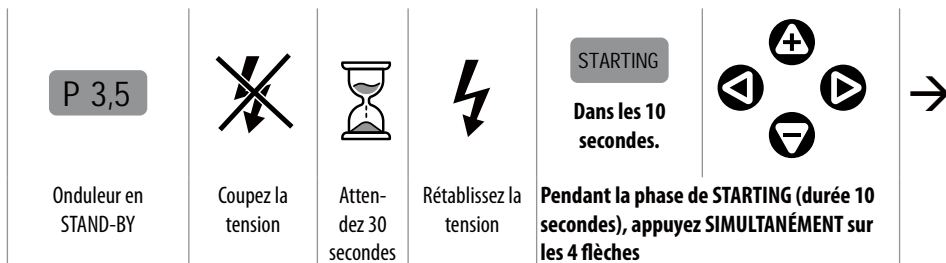 P 3,5
STARTING
Dans les 10
secondes.
Onduleur en
STAND-BY
Coupez la
tension
Atten-
dez 30
secondes
Rétablissez la
tension
Pendant la phase de STARTING (durée 10
secondes), appuyez SIMULTANÉMENT sur
les 4 flèches